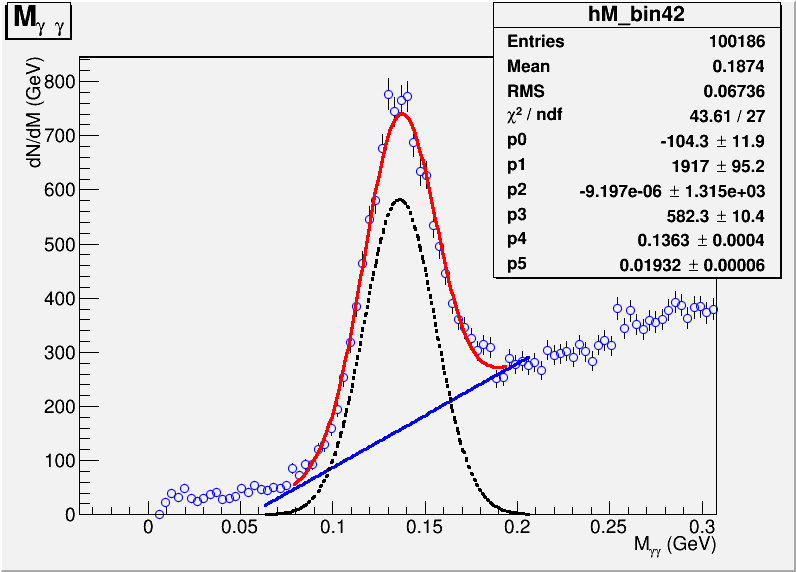 M_γ γ
hM_bin42
Entries 100186
Mean 0.1874
RMS 0.06736
χ² / ndf 43.61 / 27
p0 -104.3 ± 11.9
p1 1917 ± 95.2
p2 -9.197e-06 ± 1.315e+03
p3 582.3 ± 10.4
p4 0.1363 ± 0.0004
p5 0.01932 ± 0.00006
dN/dM (GeV)
800
700
600
500
400
300
200
100
0
0 0.05 0.1 0.15 0.2 0.25 0.3
M_γγ (GeV)